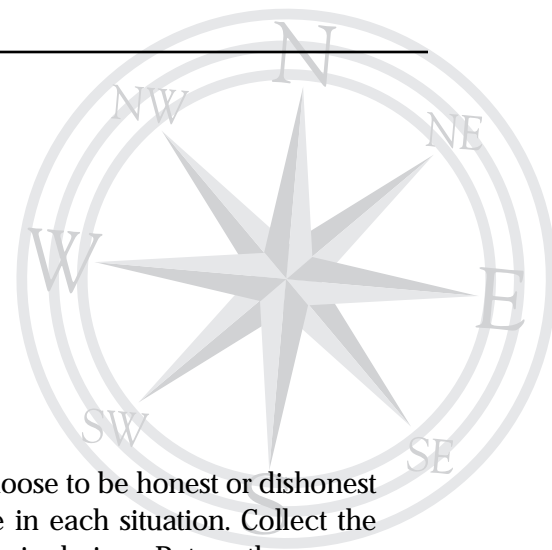 N
NW
NE
W
E
SW
SE
S
oose to be honest or dishonest
in each situation. Collect the